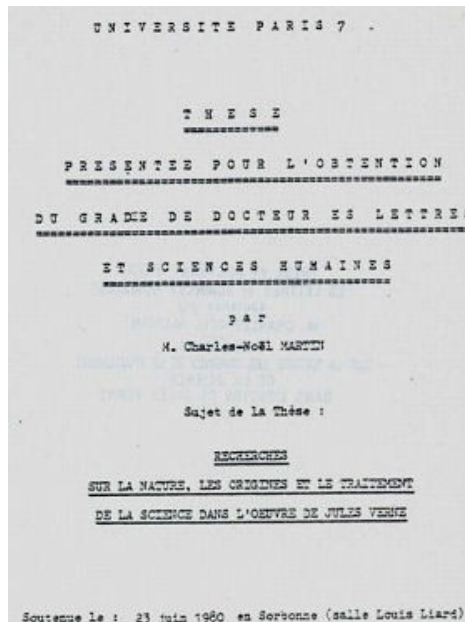 UNIVERSITE PARIS 7 .
THESE
PRESENTEE POUR L'OBTENTION
DU GRADE DE DOCTEUR ES LETTRES
ET SCIENCES HUMAINES
par
M. Charles-Noël MARTIN
Sujet de la Thèse :
RECHERCHES
SUR LA NATURE, LES ORIGINES ET LE TRAITEMENT
DE LA SCIENCE DANS L'OEUVRE DE JULES VERNE
Soutenue le : 23 juin 1980 en Sorbonne (salle Louis Liard)